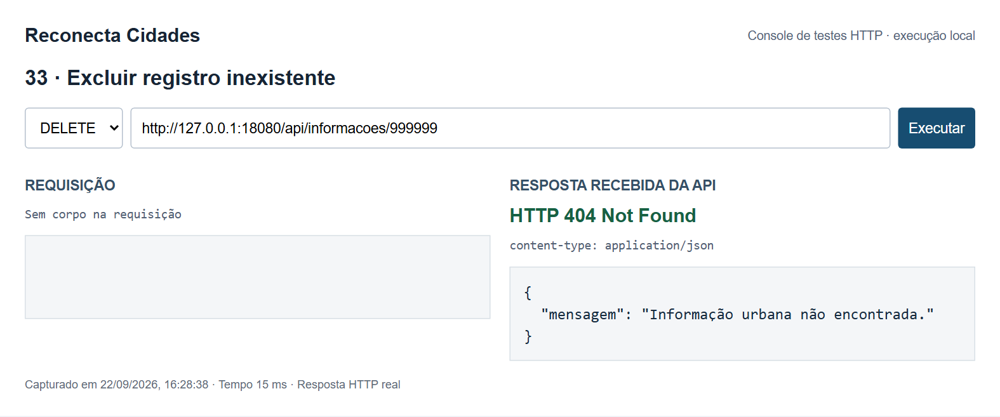 Reconecta Cidades
Console de testes HTTP · execução local
33 · Excluir registro inexistente
DELETE
http://127.0.0.1:18080/api/informacoes/999999
Executar
REQUISIÇÃO
Sem corpo na requisição
RESPOSTA RECEBIDA DA API
HTTP 404 Not Found
content-type: application/json
{
  "mensagem": "Informação urbana não encontrada."
}
Capturado em 22/09/2026, 16:28:38 · Tempo 15 ms · Resposta HTTP real